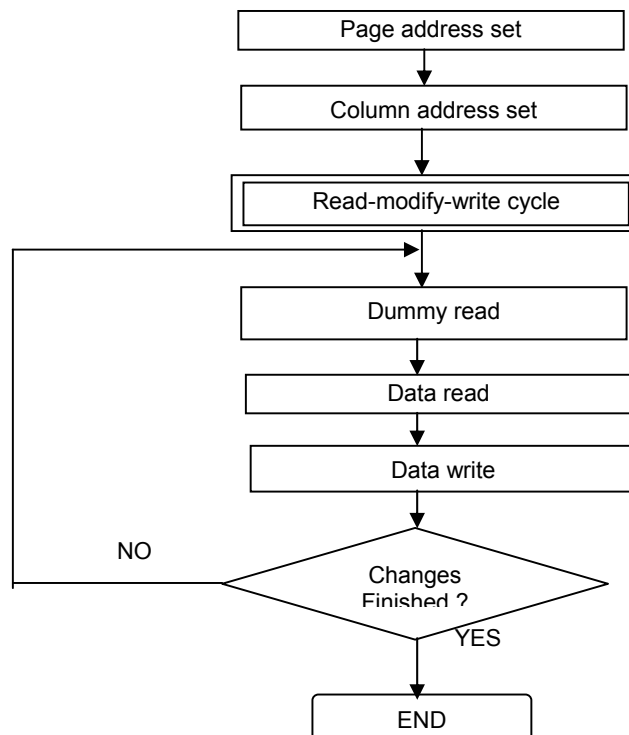 Page address set
Column address set
Read-modify-write cycle
Dummy read
Data read
Data write
NO
Changes
Finished ?
YES
END